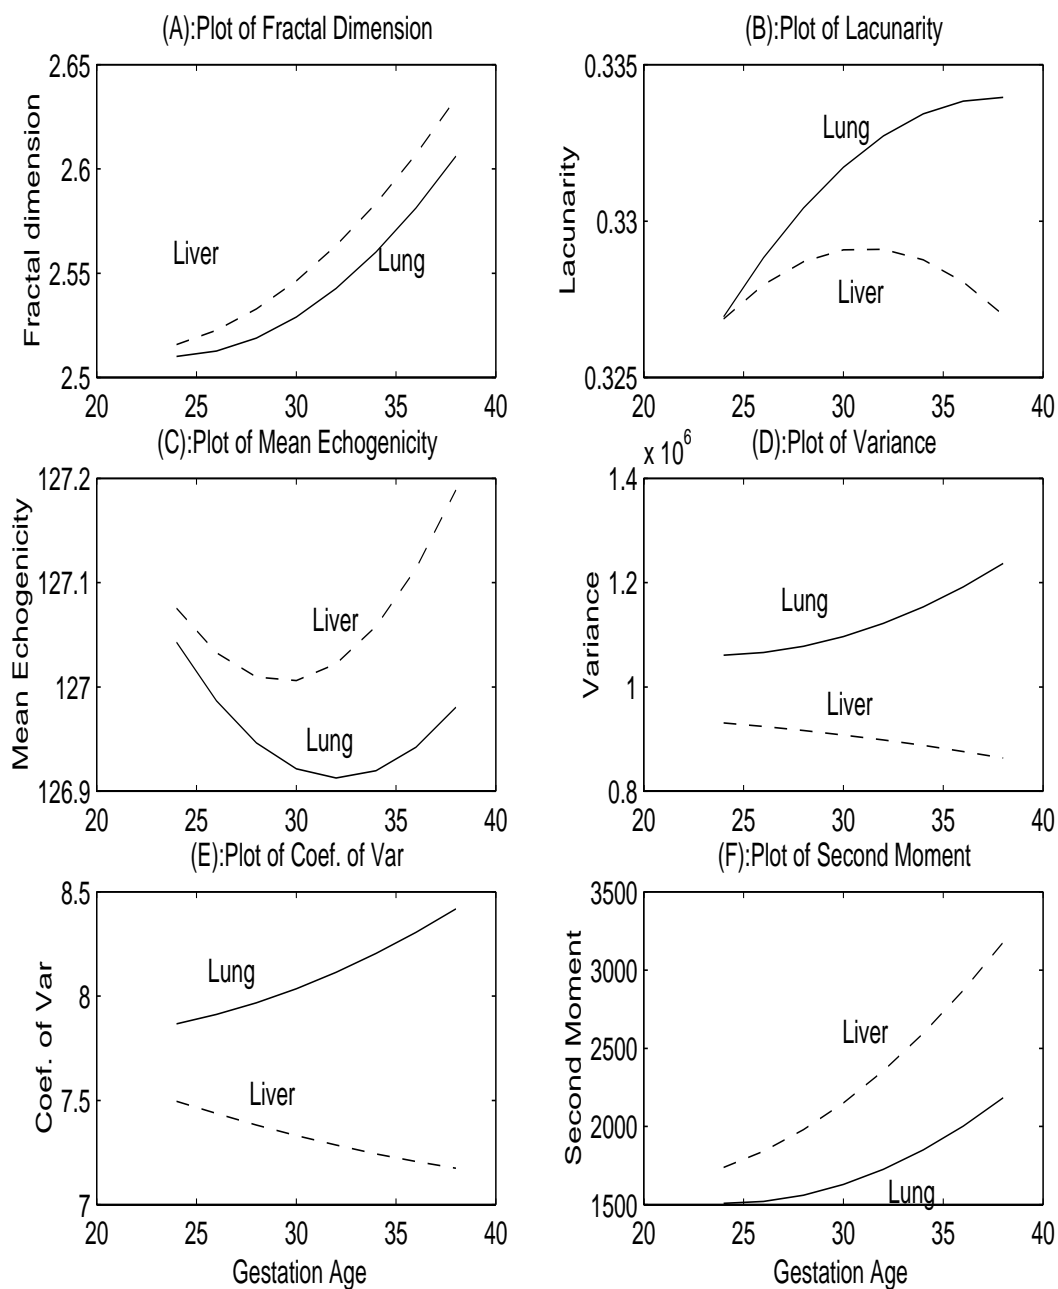 (A):Plot of Fractal Dimension
2.65
2.6
2.55
2.5
Fractal dimension
Liver
Lung
20 25 30 35 40
(B):Plot of Lacunarity
0.335
0.33
0.325
Lacunarity
Lung
Liver
20 25 30 35 40
(C):Plot of Mean Echogenicity
127.2
127.1
127
126.9
Mean Echogenicity
Liver
Lung
20 25 30 35 40
(D):Plot of Variance
x 10^6
1.4
1.2
1
0.8
Variance
Lung
Liver
20 25 30 35 40
(E):Plot of Coef. of Var
8.5
8
7.5
7
Coef. of Var
Lung
Liver
20 25 30 35 40
Gestation Age
(F):Plot of Second Moment
3500
3000
2500
2000
1500
Second Moment
Liver
Lung
20 25 30 35 40
Gestation Age